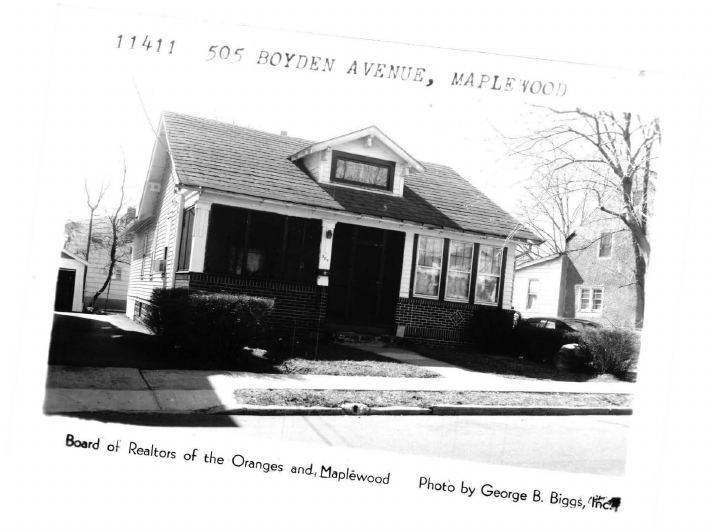 11411 505 BOYDEN AVENUE, MAPLEWOOD
Board of Realtors of the Oranges and Maplewood Photo by George B. Biggs, Inc.